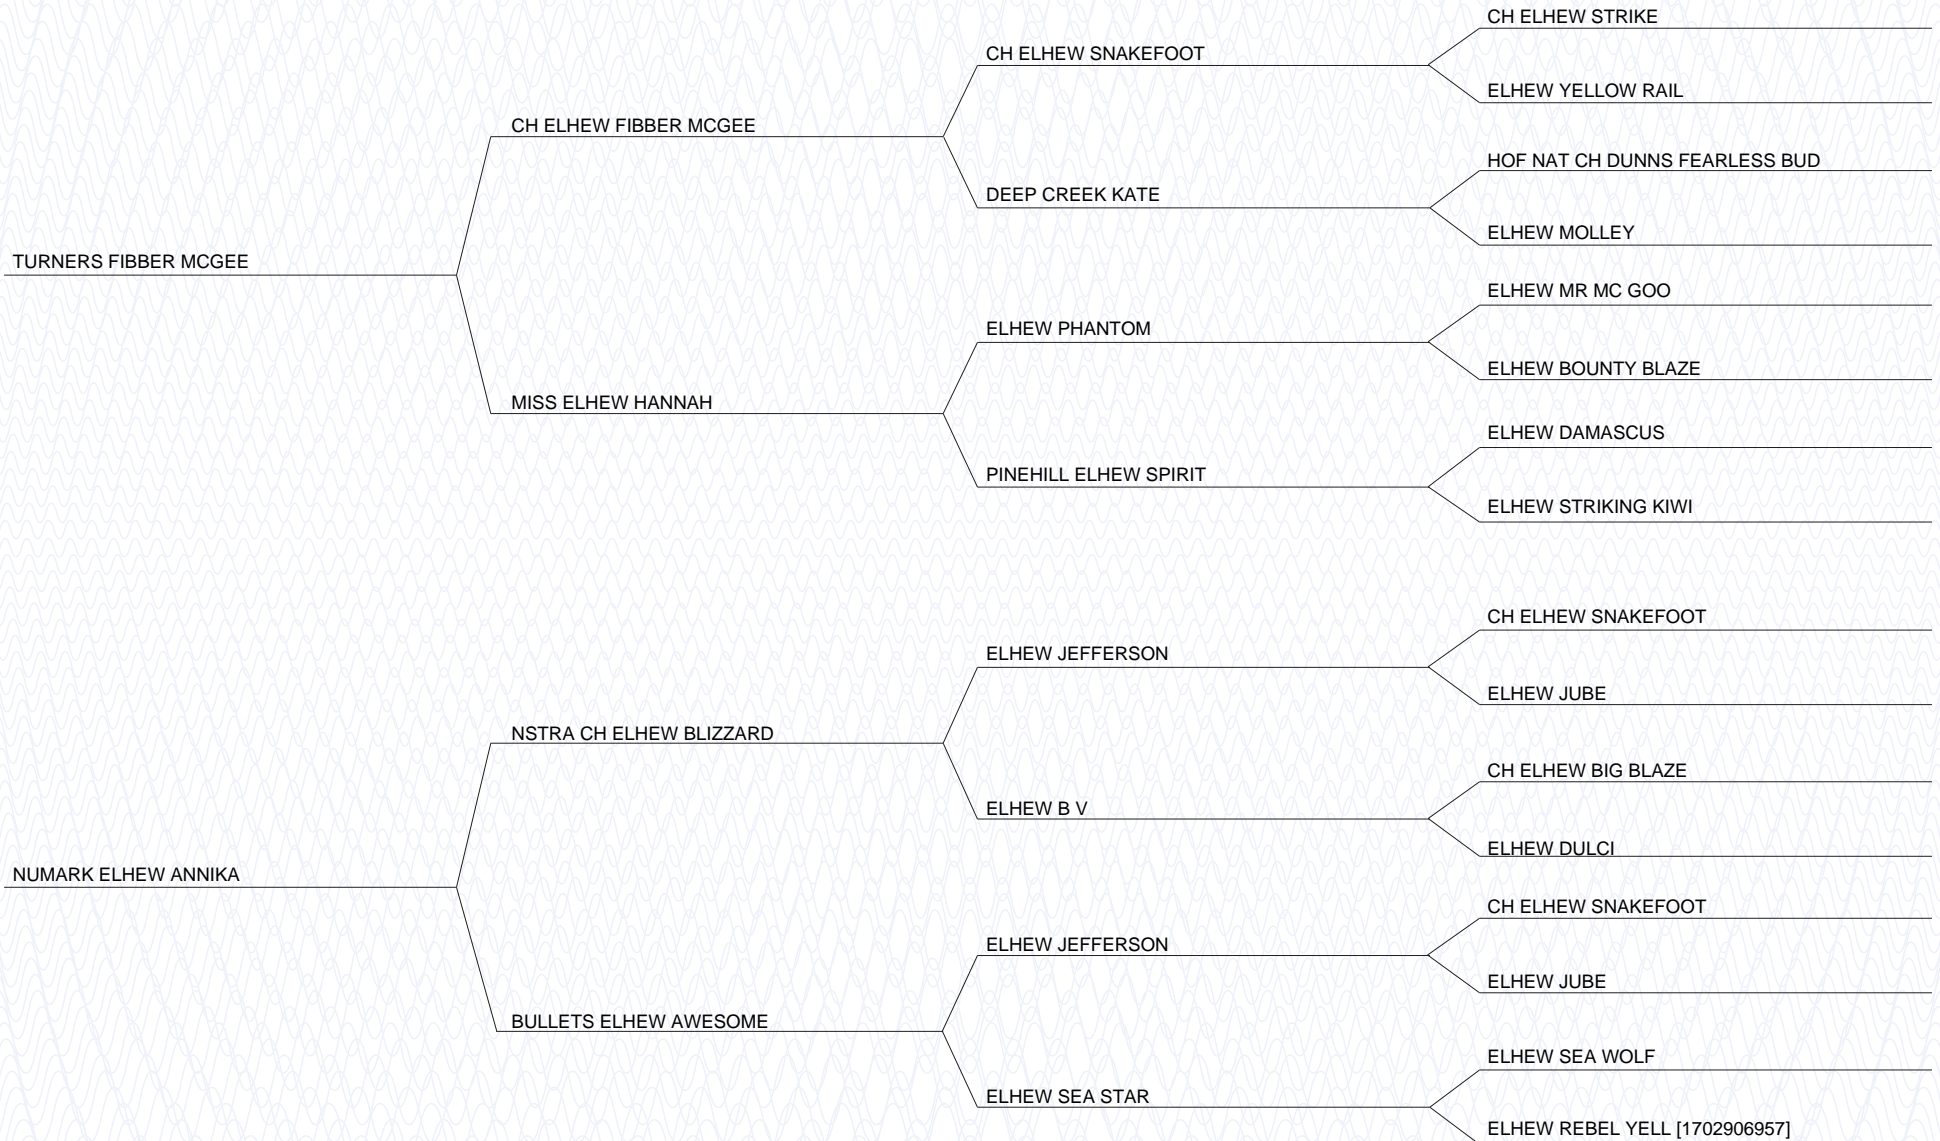 CH ELHEW STRIKE
CH ELHEW SNAKEFOOT
ELHEW YELLOW RAIL
CH ELHEW FIBBER MCGEE
HOF NAT CH DUNNS FEARLESS BUD
DEEP CREEK KATE
ELHEW MOLLEY
TURNERS FIBBER MCGEE
ELHEW MR MC GOO
ELHEW PHANTOM
ELHEW BOUNTY BLAZE
MISS ELHEW HANNAH
ELHEW DAMASCUS
PINEHILL ELHEW SPIRIT
ELHEW STRIKING KIWI
CH ELHEW SNAKEFOOT
ELHEW JEFFERSON
ELHEW JUBE
NSTRA CH ELHEW BLIZZARD
CH ELHEW BIG BLAZE
ELHEW B V
ELHEW DULCI
NUMARK ELHEW ANNIKA
CH ELHEW SNAKEFOOT
ELHEW JEFFERSON
ELHEW JUBE
BULLETS ELHEW AWESOME
ELHEW SEA WOLF
ELHEW SEA STAR
ELHEW REBEL YELL [1702906957]